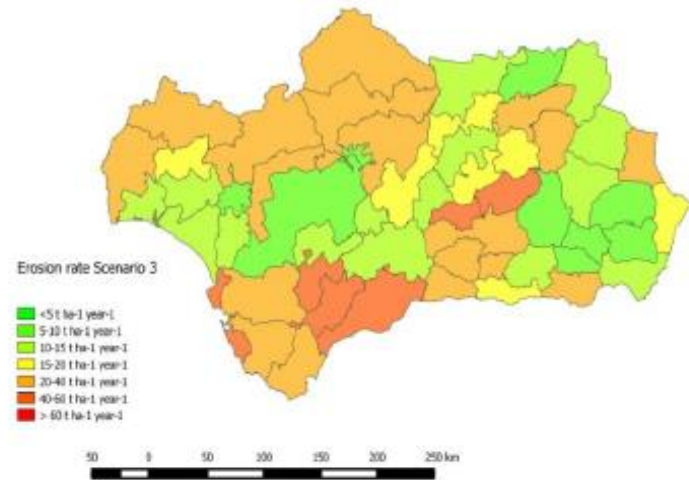 Erosion rate Scenario 3
<5 t ha-1 year-1
5-10 t ha-1 year-1
10-15 t ha-1 year-1
15-20 t ha-1 year-1
20-40 t ha-1 year-1
40-60 t ha-1 year-1
> 60 t ha-1 year-1
50 0 50 100 150 200 250 km